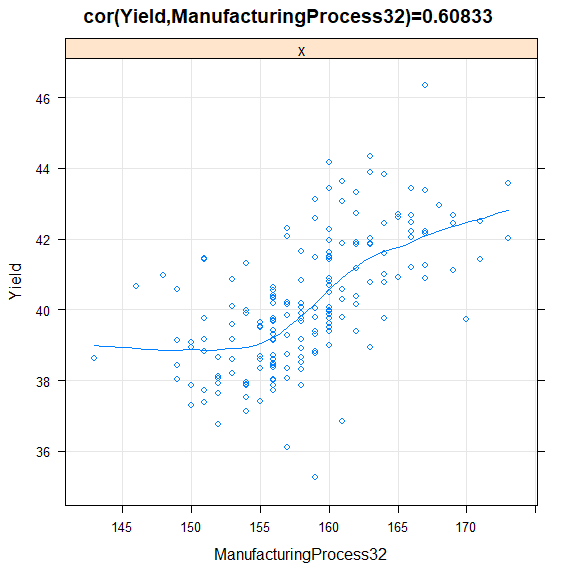 cor(Yield,ManufacturingProcess32)=0.60833
x
46
44
42
40
38
36
Yield
145 150 155 160 165 170
ManufacturingProcess32